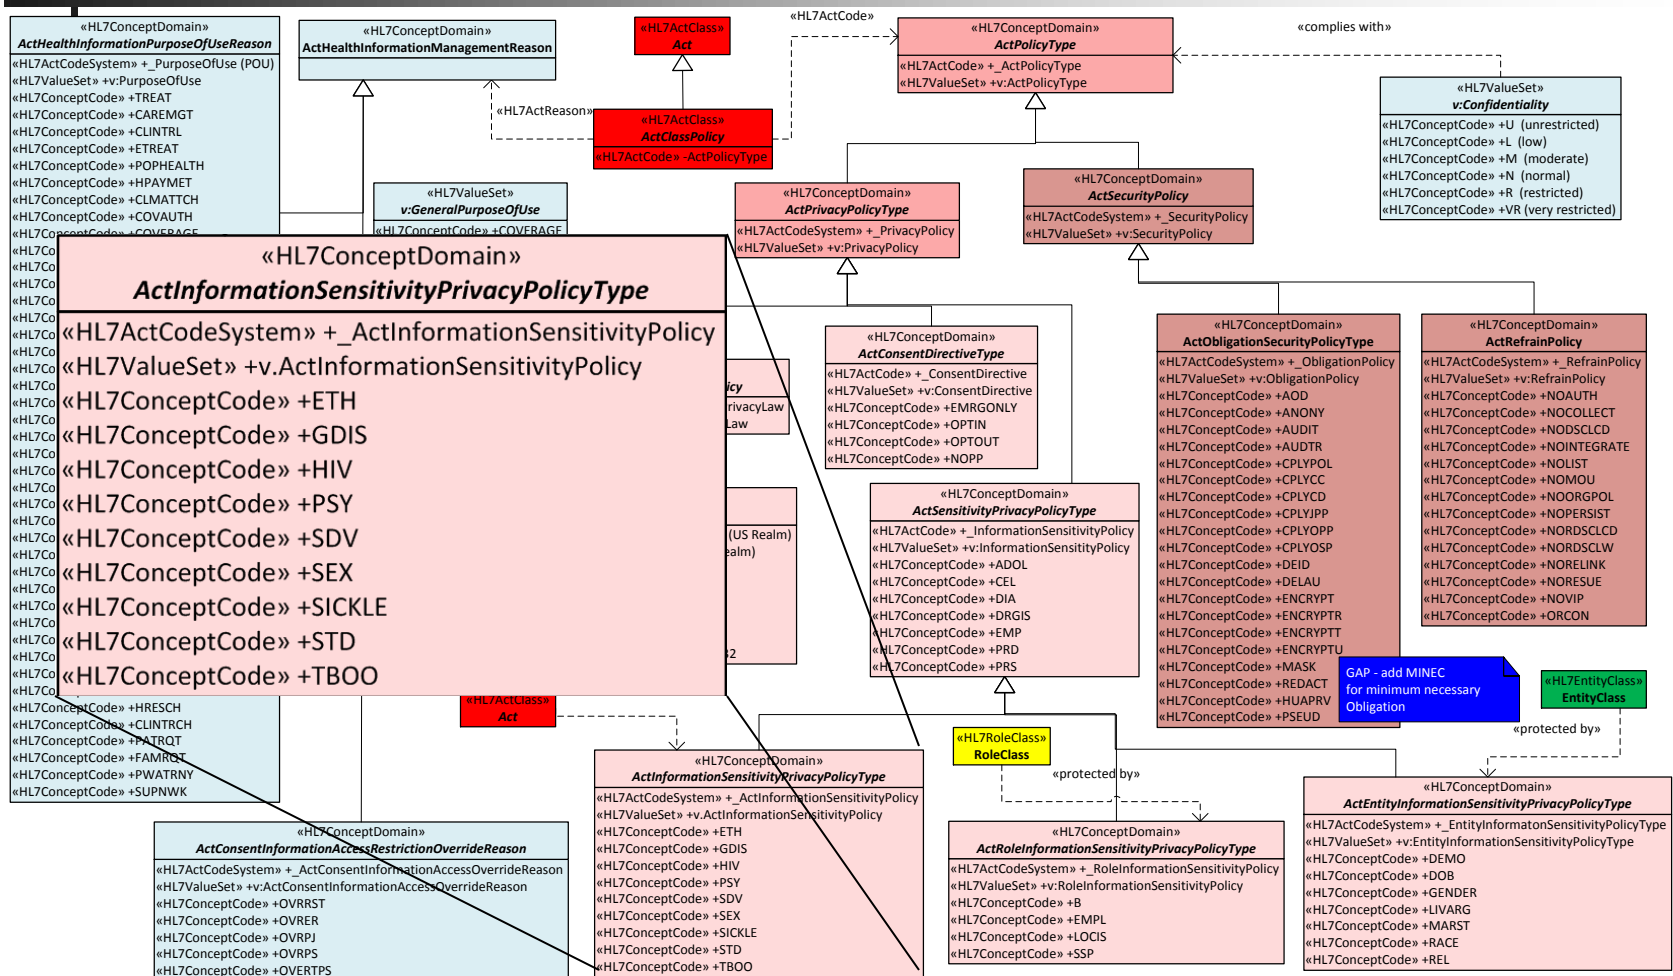 «HL7ConceptDomain»
ActHealthInformationPurposeOfUseReason
«HL7ActCodeSystem» +_PurposeOfUse (POU)
«HL7ValueSet» +v:PurposeOfUse
«HL7ConceptCode» +TREAT
«HL7ConceptCode» +CAREMGT
«HL7ConceptCode» +CLINTRL
«HL7ConceptCode» +ETREAT
«HL7ConceptCode» +POPHEALTH
«HL7ConceptCode» +HPAYMET
«HL7ConceptCode» +CLMATTCH
«HL7ConceptCode» +COVAUTH
«HL7ConceptCode» +COVERAGE
«HL7ConceptCode» +HRESCH
«HL7ConceptCode» +CLINTRCH
«HL7ConceptCode» +PATRQT
«HL7ConceptCode» +FAMRQT
«HL7ConceptCode» +PWATRNY
«HL7ConceptCode» +SUPNWK
«HL7ConceptDomain»
ActHealthInformationManagementReason
«HL7ActReason»
«HL7ActClass»
Act
«HL7ActClass»
ActClassPolicy
«HL7ActCode» -ActPolicyType
«HL7ActCode»
«HL7ConceptDomain»
ActPolicyType
«HL7ActCode» +_ActPolicyType
«HL7ValueSet» +v:ActPolicyType
«complies with»
«HL7ValueSet»
v:Confidentiality
«HL7ConceptCode» +U (unrestricted)
«HL7ConceptCode» +L (low)
«HL7ConceptCode» +M (moderate)
«HL7ConceptCode» +N (normal)
«HL7ConceptCode» +R (restricted)
«HL7ConceptCode» +VR (very restricted)
«HL7ValueSet»
v:GeneralPurposeOfUse
«HL7ConceptCode» +COVERAGE
«HL7ConceptDomain»
ActPrivacyPolicyType
«HL7ActCodeSystem» +_PrivacyPolicy
«HL7ValueSet» +v:PrivacyPolicy
«HL7ConceptDomain»
ActSecurityPolicy
«HL7ActCodeSystem» +_SecurityPolicy
«HL7ValueSet» +v:SecurityPolicy
«HL7ConceptDomain»
ActInformationSensitivityPrivacyPolicyType
«HL7ActCodeSystem» +_ActInformationSensitivityPolicy
«HL7ValueSet» +v.ActInformationSensitivityPolicy
«HL7ConceptCode» +ETH
«HL7ConceptCode» +GDIS
«HL7ConceptCode» +HIV
«HL7ConceptCode» +PSY
«HL7ConceptCode» +SDV
«HL7ConceptCode» +SEX
«HL7ConceptCode» +SICKLE
«HL7ConceptCode» +STD
«HL7ConceptCode» +TBOO
icy
rivacyLaw
Law
(US Realm)
ealm)
32
«HL7ConceptDomain»
ActConsentDirectiveType
«HL7ActCode» +_ConsentDirective
«HL7ValueSet» +v:ConsentDirective
«HL7ConceptCode» +EMRGONLY
«HL7ConceptCode» +OPTIN
«HL7ConceptCode» +OPTOUT
«HL7ConceptCode» +NOPP
«HL7ConceptDomain»
ActSensitivityPrivacyPolicyType
«HL7ActCode» +_InformationSensitivityPolicy
«HL7ValueSet» +v:InformationSensitityPolicy
«HL7ConceptCode» +ADOL
«HL7ConceptCode» +CEL
«HL7ConceptCode» +DIA
«HL7ConceptCode» +DRGIS
«HL7ConceptCode» +EMP
«HL7ConceptCode» +PRD
«HL7ConceptCode» +PRS
«HL7ConceptDomain»
ActObligationSecurityPolicyType
«HL7ActCodeSystem» +_ObligationPolicy
«HL7ValueSet» +v:ObligationPolicy
«HL7ConceptCode» +AOD
«HL7ConceptCode» +ANONY
«HL7ConceptCode» +AUDIT
«HL7ConceptCode» +AUDTR
«HL7ConceptCode» +CPLYPOL
«HL7ConceptCode» +CPLYCC
«HL7ConceptCode» +CPLYCD
«HL7ConceptCode» +CPLYJPP
«HL7ConceptCode» +CPLYOPP
«HL7ConceptCode» +CPLYOSP
«HL7ConceptCode» +DEID
«HL7ConceptCode» +DELAU
«HL7ConceptCode» +ENCRYPT
«HL7ConceptCode» +ENCRYPTR
«HL7ConceptCode» +ENCRYPTT
«HL7ConceptCode» +ENCRYPTU
«HL7ConceptCode» +MASK
«HL7ConceptCode» +REDACT
«HL7ConceptCode» +HUAPRV
«HL7ConceptCode» +PSEUD
«HL7ConceptDomain»
ActRefrainPolicy
«HL7ActCodeSystem» +_RefrainPolicy
«HL7ValueSet» +v:RefrainPolicy
«HL7ConceptCode» +NOAUTH
«HL7ConceptCode» +NOCOLLECT
«HL7ConceptCode» +NODSCLCD
«HL7ConceptCode» +NOINTEGRATE
«HL7ConceptCode» +NOLIST
«HL7ConceptCode» +NOMOU
«HL7ConceptCode» +NOORGPOL
«HL7ConceptCode» +NOPERSIST
«HL7ConceptCode» +NORDSCLCD
«HL7ConceptCode» +NORDSCLW
«HL7ConceptCode» +NORELINK
«HL7ConceptCode» +NORESUE
«HL7ConceptCode» +NOVIP
«HL7ConceptCode» +ORCON
GAP - add MINEC
for minimum necessary
Obligation
«HL7EntityClass»
EntityClass
«protected by»
«HL7ActClass»
Act
«HL7RoleClass»
RoleClass
«protected by»
«HL7ConceptDomain»
ActConsentInformationAccessRestrictionOverrideReason
«HL7ActCodeSystem» +_ActConsentInformationAccessOverrideReason
«HL7ValueSet» +v:ActConsentInformationAccessOverrideReason
«HL7ConceptCode» +OVRRST
«HL7ConceptCode» +OVRER
«HL7ConceptCode» +OVRPJ
«HL7ConceptCode» +OVRPS
«HL7ConceptCode» +OVERTPS
«HL7ConceptDomain»
ActInformationSensitivityPrivacyPolicyType
«HL7ActCodeSystem» +_ActInformationSensitivityPolicy
«HL7ValueSet» +v.ActInformationSensitivityPolicy
«HL7ConceptCode» +ETH
«HL7ConceptCode» +GDIS
«HL7ConceptCode» +HIV
«HL7ConceptCode» +PSY
«HL7ConceptCode» +SDV
«HL7ConceptCode» +SEX
«HL7ConceptCode» +SICKLE
«HL7ConceptCode» +STD
«HL7ConceptCode» +TBOO
«HL7ConceptDomain»
ActRoleInformationSensitivityPrivacyPolicyType
«HL7ActCodeSystem» +_RoleInformationSensitivityPolicy
«HL7ValueSet» +v:RoleInformationSensitivityPolicy
«HL7ConceptCode» +B
«HL7ConceptCode» +EMPL
«HL7ConceptCode» +LOCIS
«HL7ConceptCode» +SSP
«HL7ConceptDomain»
ActEntityInformationSensitivityPrivacyPolicyType
«HL7ActCodeSystem» +_EntityInformatonSensitivityPolicyType
«HL7ValueSet» +v:EntityInformationSensitivityPolicyType
«HL7ConceptCode» +DEMO
«HL7ConceptCode» +DOB
«HL7ConceptCode» +GENDER
«HL7ConceptCode» +LIVARG
«HL7ConceptCode» +MARST
«HL7ConceptCode» +RACE
«HL7ConceptCode» +REL